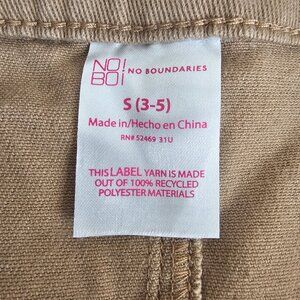 NO!
BO! NO BOUNDARIES
S (3-5)
Made in/Hecho en China
RN# 52469 31U
THIS LABEL YARN IS MADE
OUT OF 100% RECYCLED
POLYESTER MATERIALS